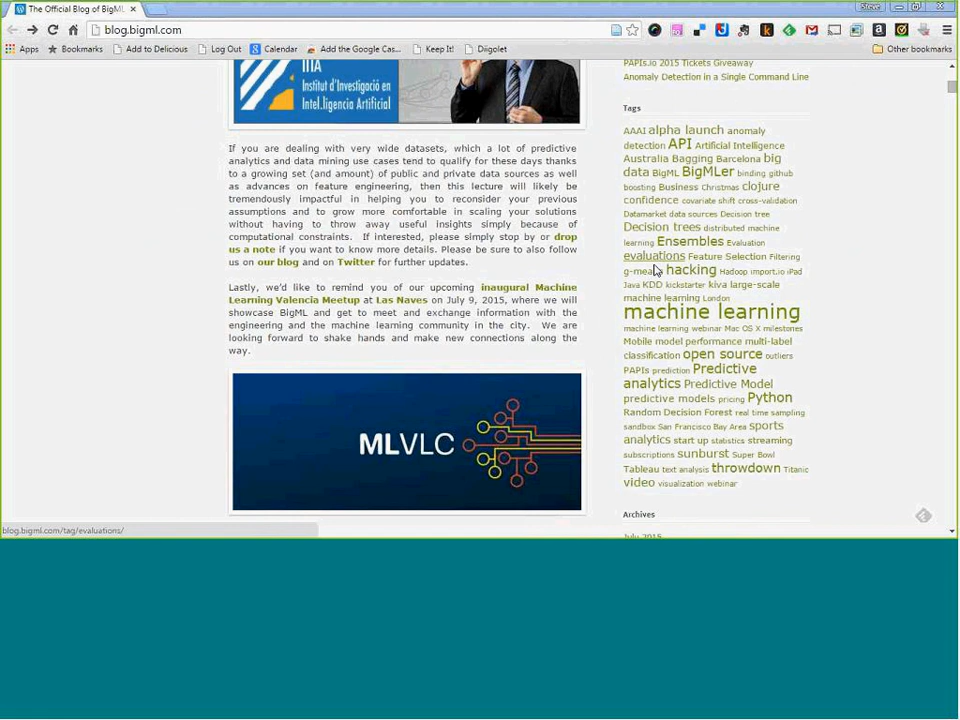 The Official Blog of BigML
Steve
blog.bigml.com
Apps
Bookmarks
Add to Delicious
Log Out
8 Calendar
Add the Google Cas...
Keep It!
Diigolet
Other bookmarks
IIIA
Institut d'Investigació en
Intel.ligencia Artificial
If you are dealing with very wide datasets, which a lot of predictive
analytics and data mining use cases tend to qualify for these days thanks
to a growing set (and amount) of public and private data sources as well
as advances on feature engineering, then this lecture will likely be
tremendously impactful in helping you to reconsider your previous
assumptions and to grow more comfortable in scaling your solutions
without having to throw away useful insights simply because of
computational constraints. If interested, please simply stop by or drop
us a note if you want to know more details. Please be sure to also follow
us on our blog and on Twitter for further updates.
Lastly, we'd like to remind you of our upcoming inaugural Machine
Learning Valencia Meetup at Las Naves on July 9, 2015, where we will
showcase BigML and get to meet and exchange information with the
engineering and the machine learning community in the city. We are
looking forward to shake hands and make new connections along the
way.
MLVLC
PAPIs.io 2015 Tickets Giveaway
Anomaly Detection in a Single Command Line
Tags
AAAI alpha launch anomaly
detection API Artificial Intelligence
Australia Bagging Barcelona big
data BigML BigMLer binding github
boosting Business Christmas clojure
confidence covariate shift cross-validation
Datamarket data sources Decision tree
Decision trees distributed machine
learning Ensembles Evaluation
evaluations Feature Selection Filtering
hacking Hadoop import.io iPad
Java KDD kickstarter kiva large-scale
machine learning London
machine learning
machine learning webinar Mac OS X milestones
Mobile model performance multi-label
classification open source outliers
PAPIs prediction Predictive
analytics Predictive Model
predictive models pricing Python
Random Decision Forest real time sampling
sandbox San Francisco Bay Area sports
analytics start up statistics streaming
subscriptions sunburst Super Bowl
Tableau text analysis throwdown Titanic
video visualization webinar
Archives
July 2015
blog.bigml.com/tag/evaluations/